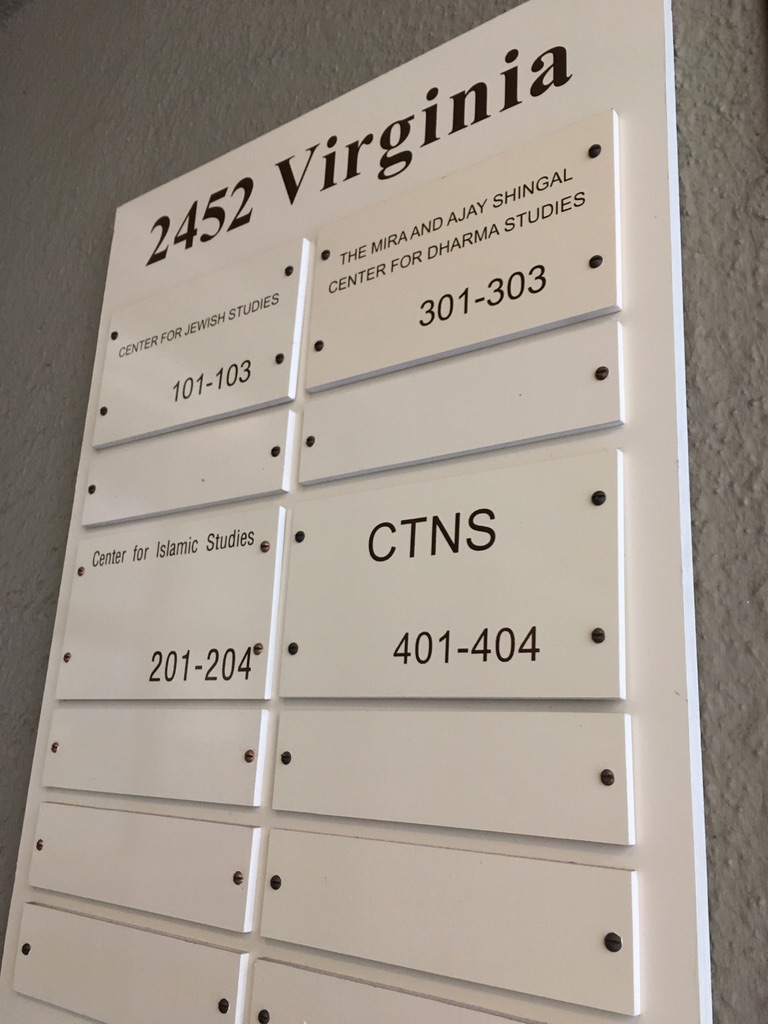 2452 Virginia
CENTER FOR JEWISH STUDIES
101-103
THE MIRA AND AJAY SHINGAL
CENTER FOR DHARMA STUDIES
301-303
Center for Islamic Studies
201-204
CTNS
401-404